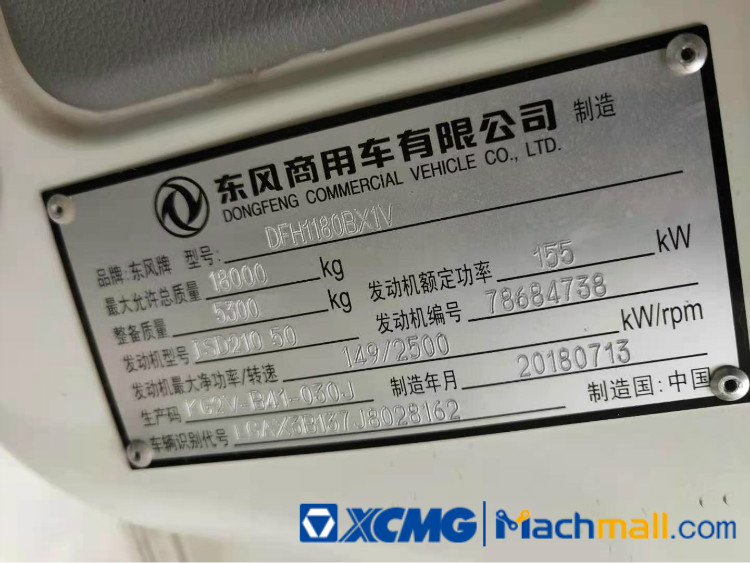 东风商用车有限公司 制造
DONGFENG COMMERCIAL VEHICLE CO., LTD.
品牌:东风牌 型号: DFH1180BX1V
最大允许总质量 18000 kg 发动机额定功率 155 kW
整备质量 5300 kg 发动机编号 78684738
发动机型号 ISD210 50
发动机最大净功率/转速 149/2500 kW/rpm
生产码 制造年月 20180713
车辆识别代号 LGAX3B137J8028162 制造国: 中国
XCMG Machmall.com